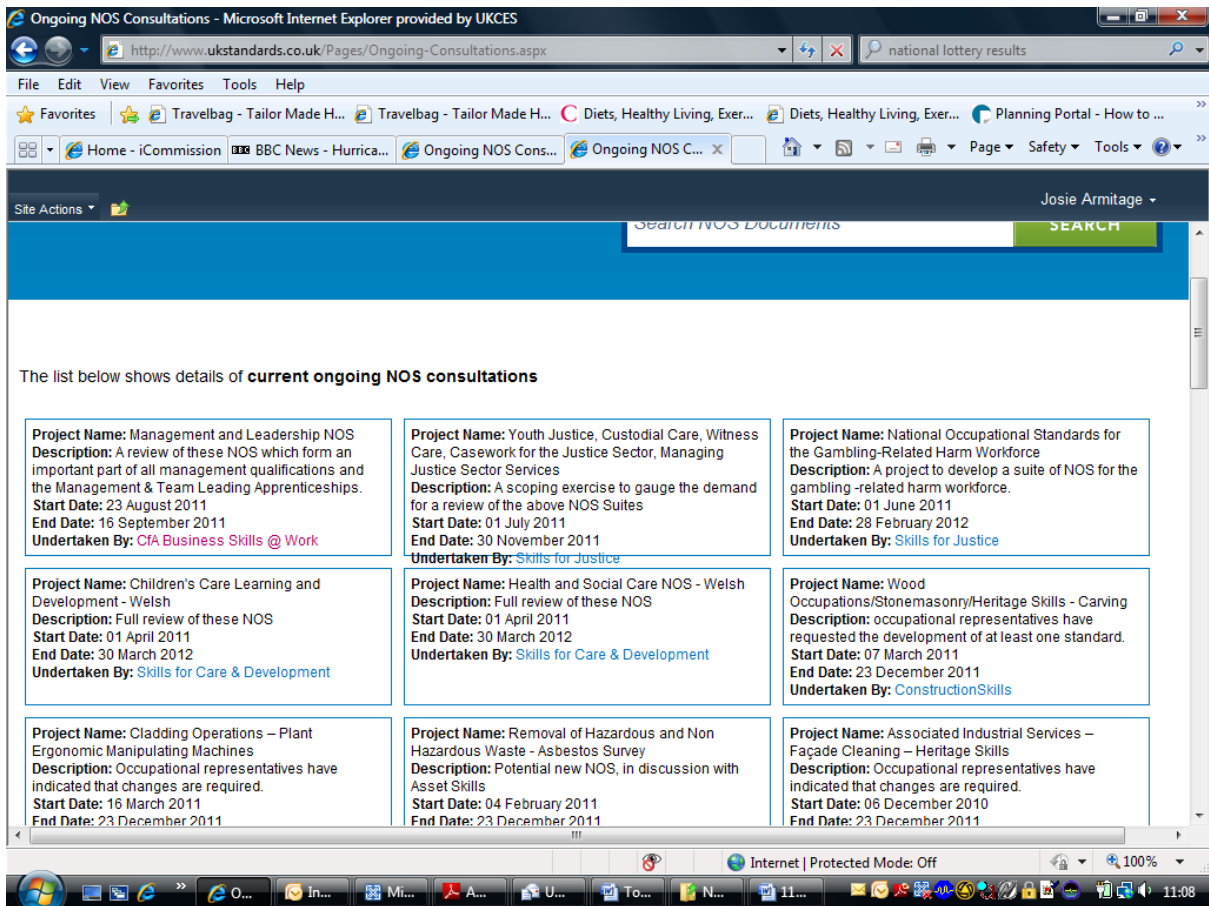 Ongoing NOS Consultations - Microsoft Internet Explorer provided by UKCES
http://www.ukstandards.co.uk/Pages/Ongoing-Consultations.aspx
national lottery results
File Edit View Favorites Tools Help
Favorites Travelbag - Tailor Made H... Travelbag - Tailor Made H... Diets, Healthy Living, Exer... Diets, Healthy Living, Exer... Planning Portal - How to ... »
Home - iCommission BBC BBC News - Hurrica... Ongoing NOS Cons... Ongoing NOS C... Page Safety Tools »
Site Actions
Josie Armitage
Search NOS Documents SEARCH
The list below shows details of current ongoing NOS consultations
Project Name: Management and Leadership NOS
Description: A review of these NOS which form an
important part of all management qualifications and
the Management & Team Leading Apprenticeships.
Start Date: 23 August 2011
End Date: 16 September 2011
Undertaken By: CfA Business Skills @ Work
Project Name: Youth Justice, Custodial Care, Witness
Care, Casework for the Justice Sector, Managing
Justice Sector Services
Description: A scoping exercise to gauge the demand
for a review of the above NOS Suites
Start Date: 01 July 2011
End Date: 30 November 2011
Undertaken By: Skills for Justice
Project Name: National Occupational Standards for
the Gambling-Related Harm Workforce
Description: A project to develop a suite of NOS for the
gambling -related harm workforce.
Start Date: 01 June 2011
End Date: 28 February 2012
Undertaken By: Skills for Justice
Project Name: Children's Care Learning and
Development - Welsh
Description: Full review of these NOS
Start Date: 01 April 2011
End Date: 30 March 2012
Undertaken By: Skills for Care & Development
Project Name: Health and Social Care NOS - Welsh
Description: Full review of these NOS
Start Date: 01 April 2011
End Date: 30 March 2012
Undertaken By: Skills for Care & Development
Project Name: Wood
Occupations/Stonemasonry/Heritage Skills - Carving
Description: occupational representatives have
requested the development of at least one standard.
Start Date: 07 March 2011
End Date: 23 December 2011
Undertaken By: ConstructionSkills
Project Name: Cladding Operations – Plant
Ergonomic Manipulating Machines
Description: Occupational representatives have
indicated that changes are required.
Start Date: 16 March 2011
End Date: 23 December 2011
Project Name: Removal of Hazardous and Non
Hazardous Waste - Asbestos Survey
Description: Potential new NOS, in discussion with
Asset Skills
Start Date: 04 February 2011
End Date: 23 December 2011
Project Name: Associated Industrial Services –
Façade Cleaning – Heritage Skills
Description: Occupational representatives have
indicated that changes are required.
Start Date: 06 December 2010
End Date: 23 December 2011
Internet | Protected Mode: Off 100%
» O... In... Mi... A... U... To... N... 11... 11:08